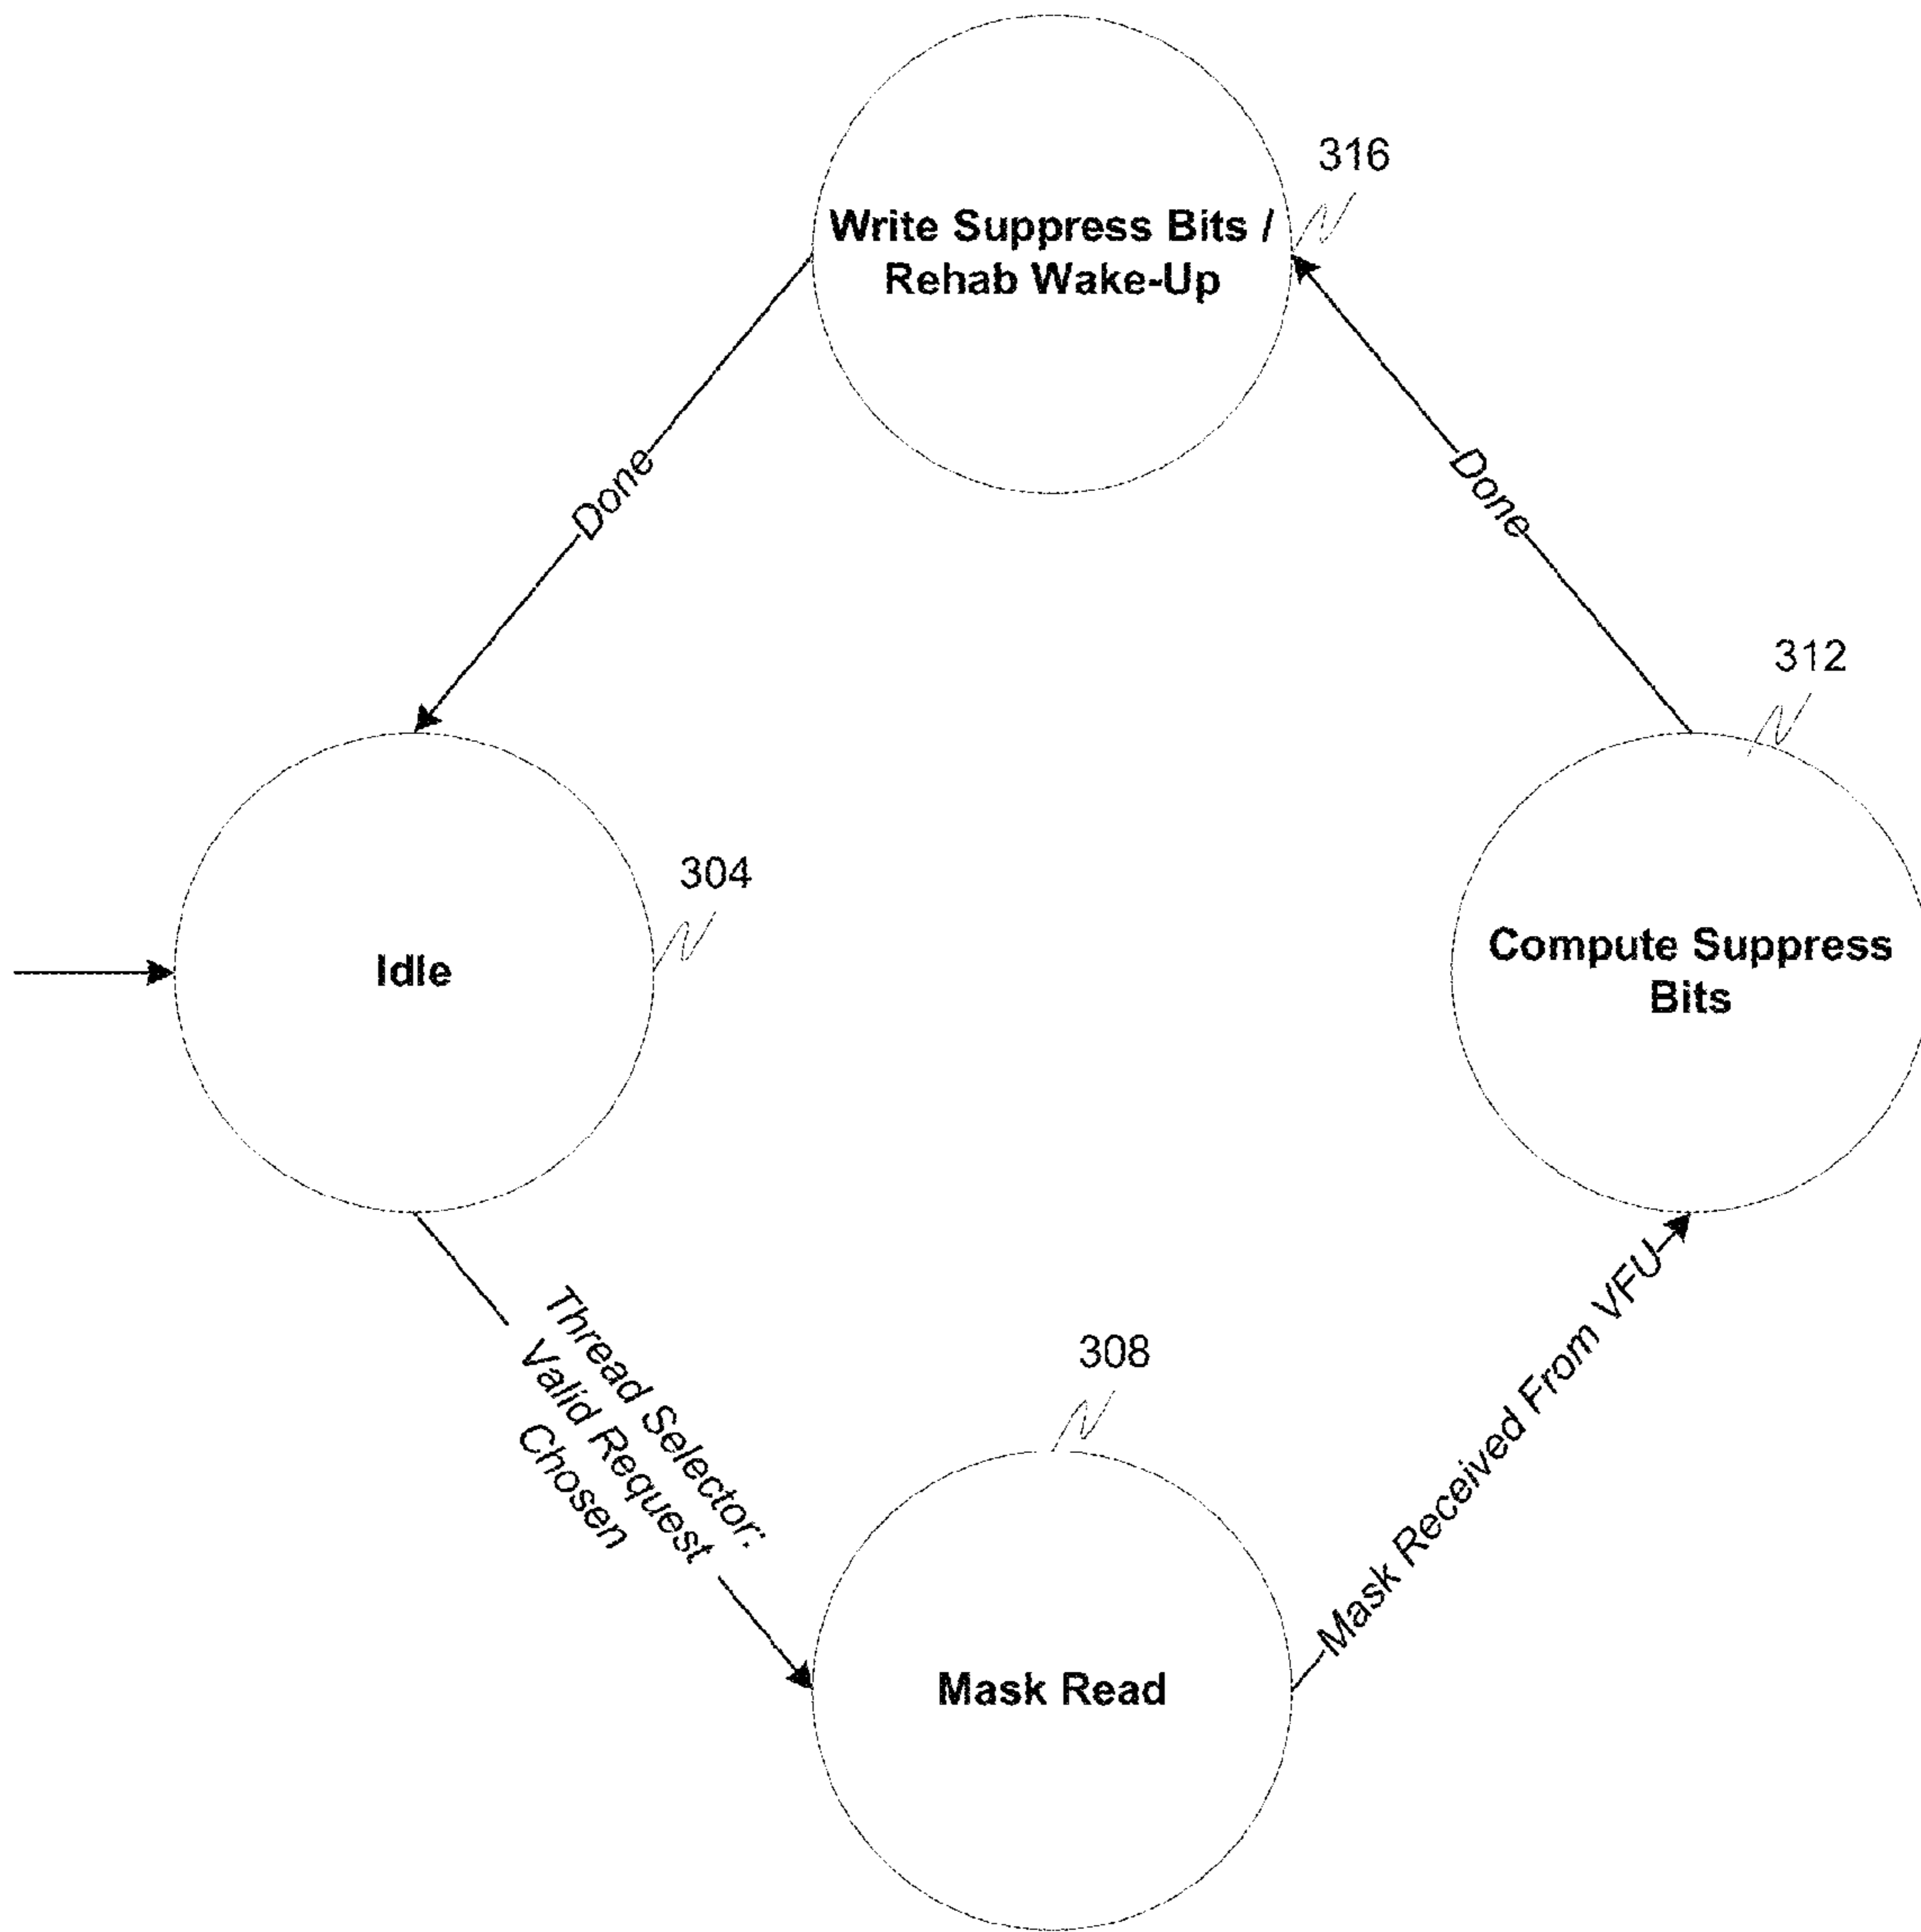 316
Write Suppress Bits /
Rehab Wake-Up
Done
Done
312
304
Idle
Compute Suppress
Bits
Thread Selector:
Valid Request
Chosen
308
Mask Received From VFU
Mask Read